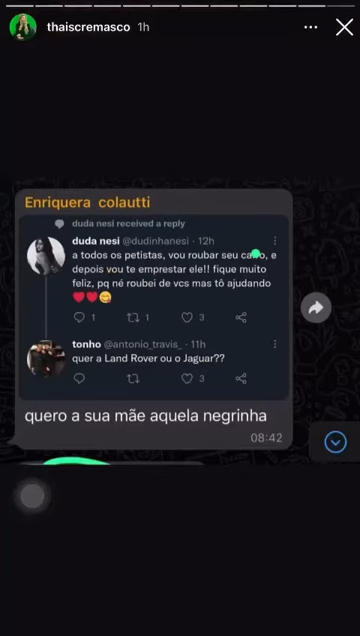 thaiscremasco 1h
Enriquera colautti
duda nesi received a reply
duda nesi @dudinhanesi · 12h
a todos os petistas, vou roubar seu carro, e
depois vou te emprestar ele!! fique muito
feliz, pq né roubei de vcs mas tô ajudando
❤️❤️😋
1 1 3
tonho @antonio_travis_ · 11h
quer a Land Rover ou o Jaguar??
3
quero a sua mãe aquela negrinha
08:42